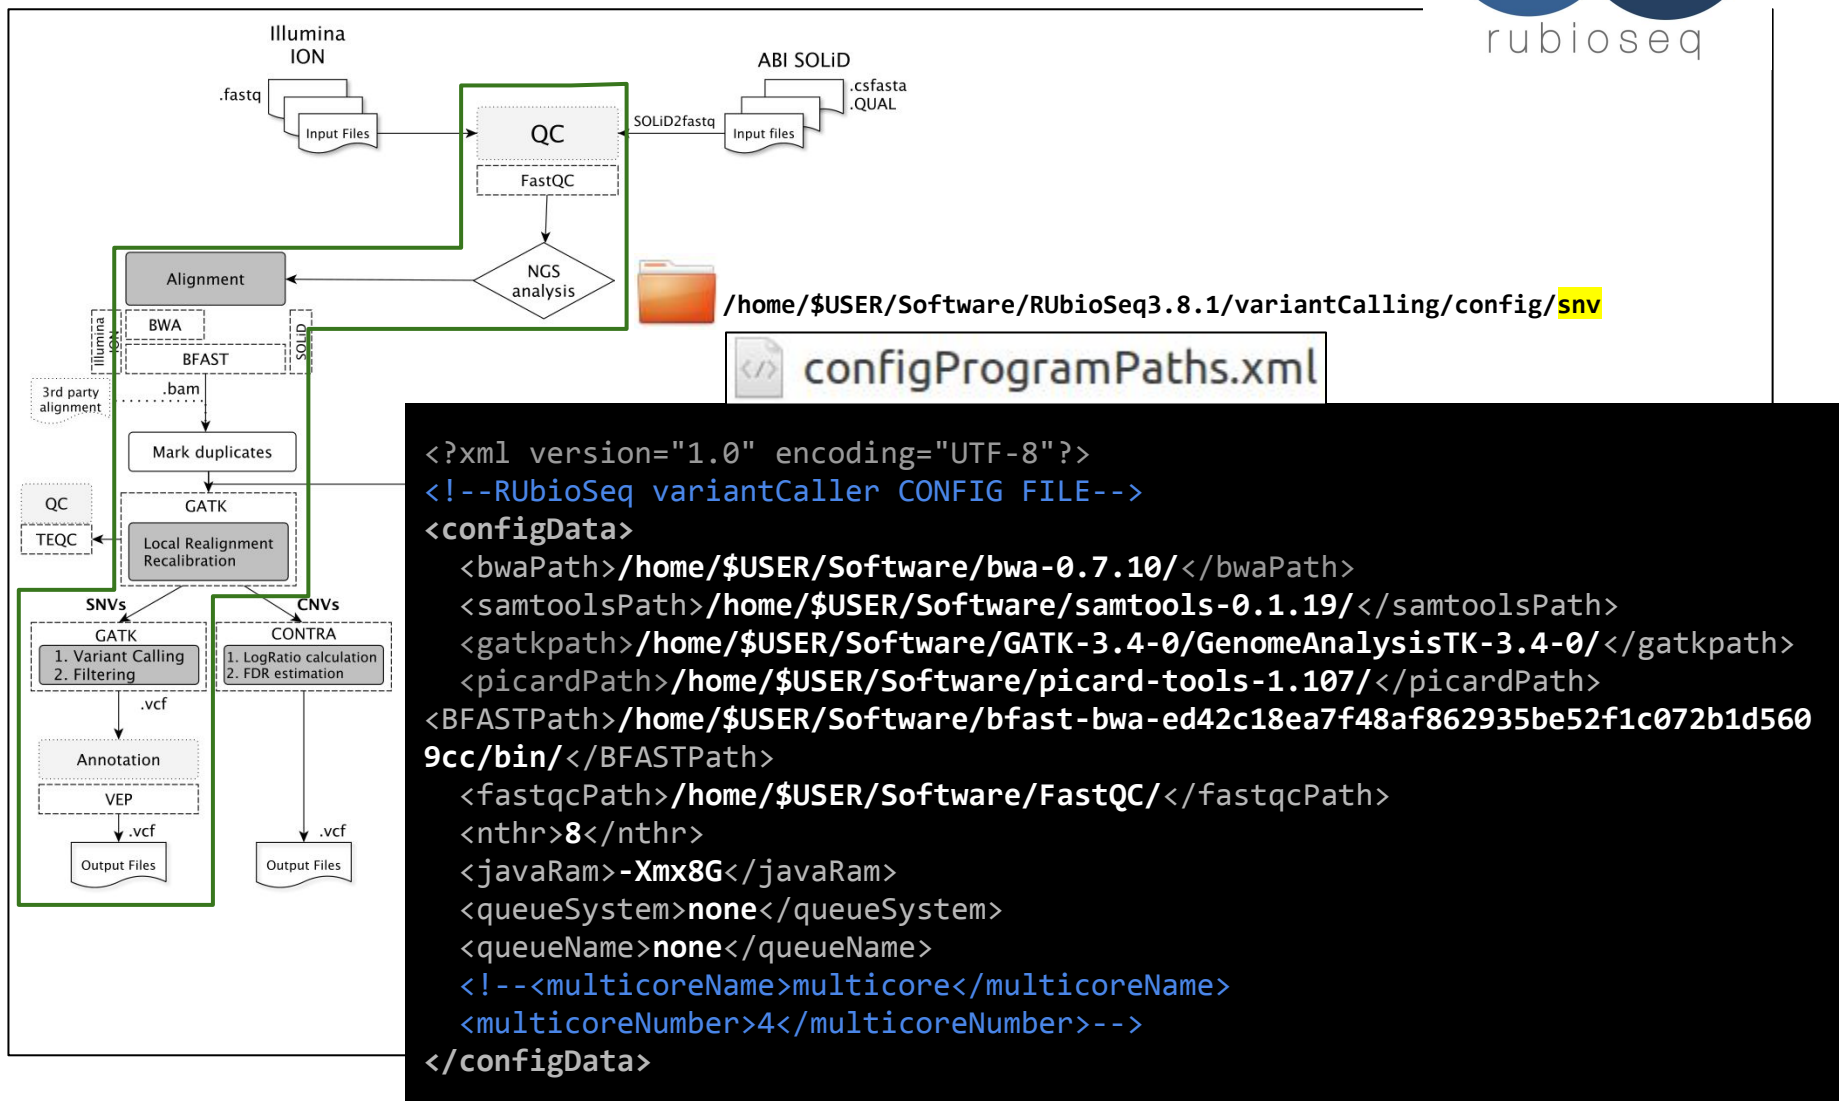 rubioseq
Illumina
ION
.fastq
Input Files
ABI SOLiD
.csfasta
.QUAL
Input files
SOLiD2fastq
QC
FastQC
NGS
analysis
Alignment
Illumina
ION
BWA
BFAST
SOLiD
3rd party
alignment
.bam
Mark duplicates
QC
TEQC
GATK
Local Realignment
Recalibration
SNVs
CNVs
GATK
1. Variant Calling
2. Filtering
CONTRA
1. LogRatio calculation
2. FDR estimation
.vcf
Annotation
VEP
.vcf
Output Files
.vcf
Output Files
/home/$USER/Software/RUbioSeq3.8.1/variantCalling/config/snv
</> configProgramPaths.xml
<?xml version="1.0" encoding="UTF-8"?>
<!--RUbioSeq variantCaller CONFIG FILE-->
<configData>
<bwaPath>/home/$USER/Software/bwa-0.7.10/</bwaPath>
<samtoolsPath>/home/$USER/Software/samtools-0.1.19/</samtoolsPath>
<gatkpath>/home/$USER/Software/GATK-3.4-0/GenomeAnalysisTK-3.4-0/</gatkpath>
<picardPath>/home/$USER/Software/picard-tools-1.107/</picardPath>
<BFASTPath>/home/$USER/Software/bfast-bwa-ed42c18ea7f48af862935be52f1c072b1d560
9cc/bin/</BFASTPath>
<fastqcPath>/home/$USER/Software/FastQC/</fastqcPath>
<nthr>8</nthr>
<javaRam>-Xmx8G</javaRam>
<queueSystem>none</queueSystem>
<queueName>none</queueName>
<!--<multicoreName>multicore</multicoreName>
<multicoreNumber>4</multicoreNumber>-->
</configData>